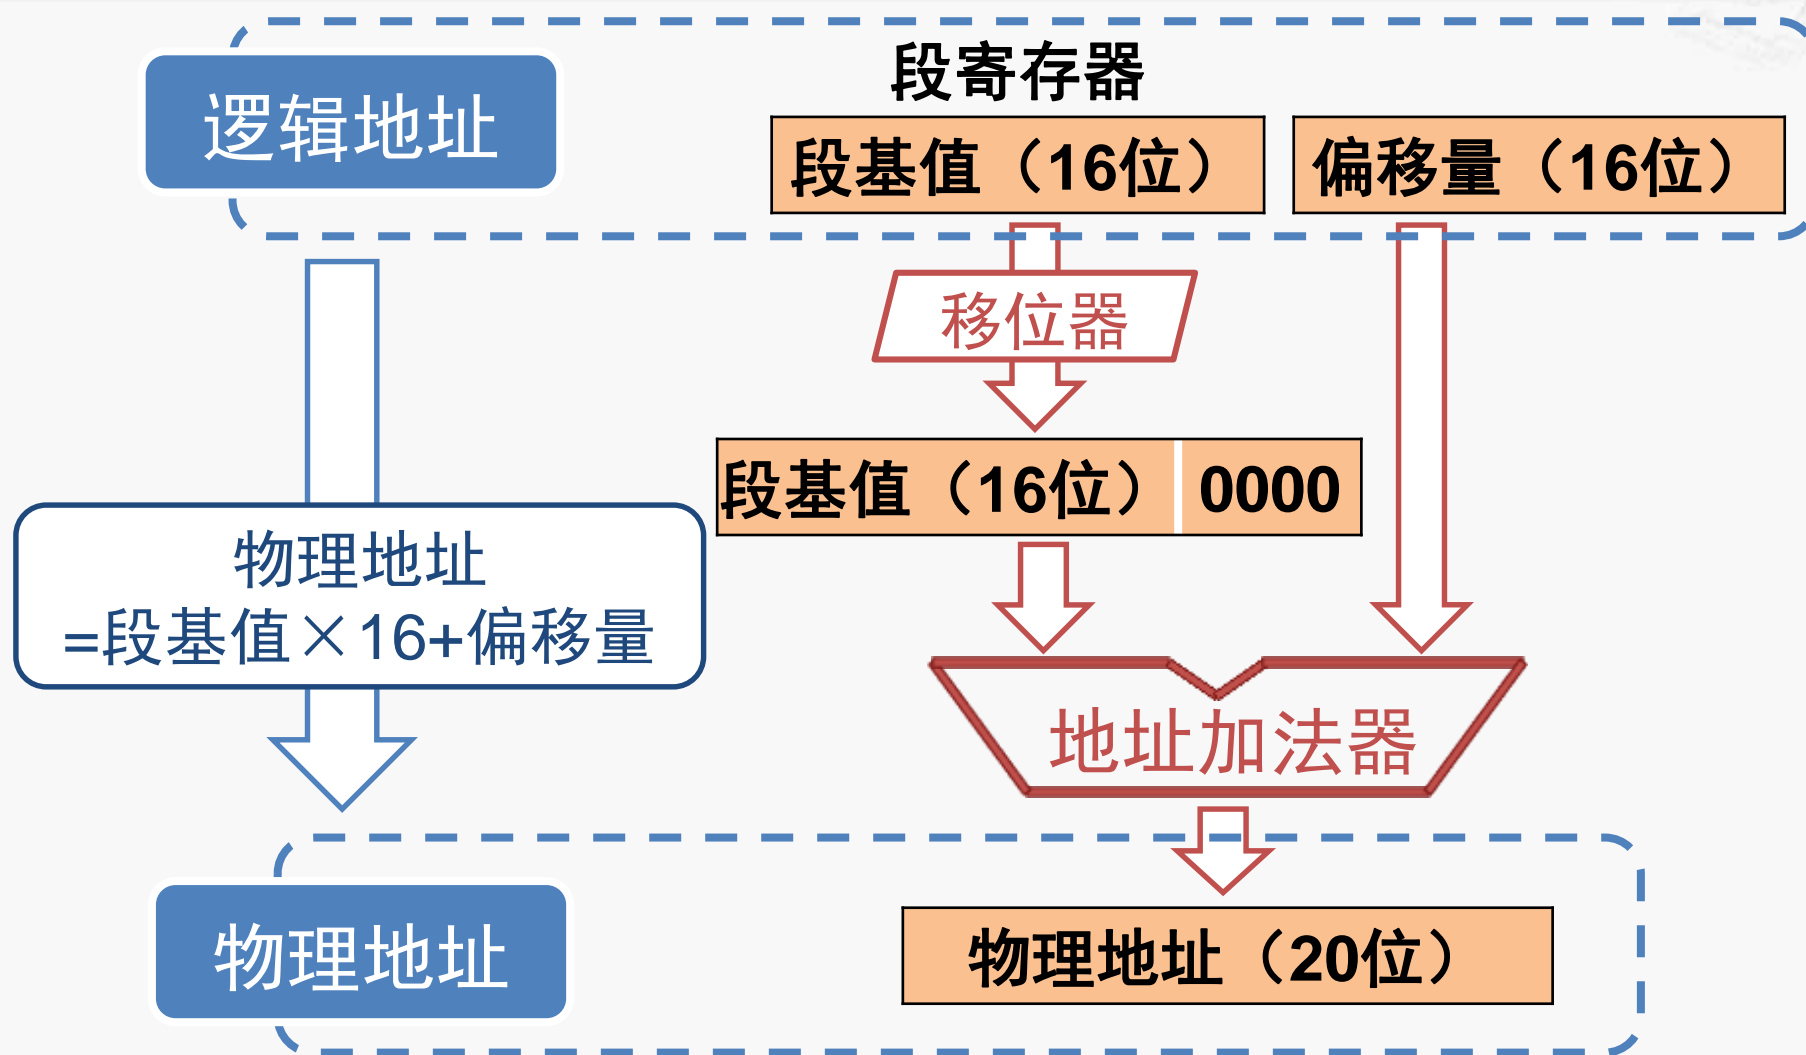 逻辑地址
段寄存器
段基值（16位）
偏移量（16位）
移位器
段基值（16位） 0000
物理地址
=段基值×16+偏移量
地址加法器
物理地址
物理地址（20位）